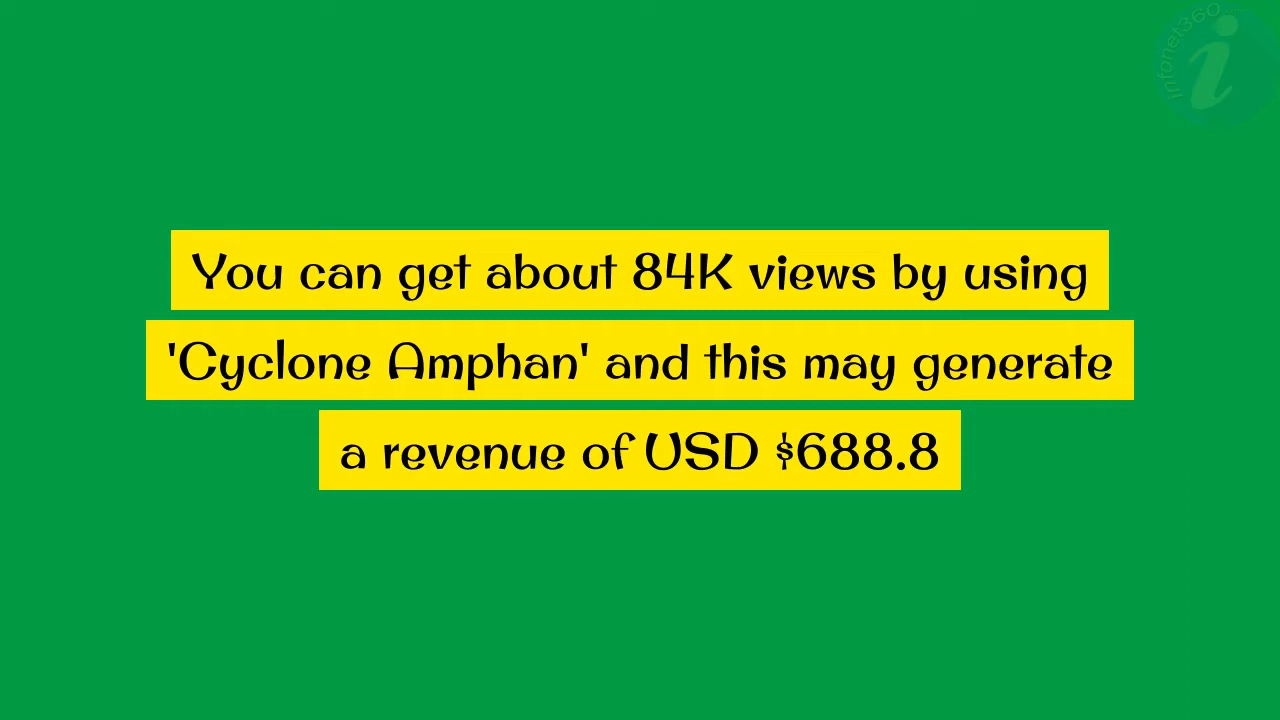 infonet360
i
You can get about 84K views by using
'Cyclone Amphan' and this may generate
a revenue of USD $688.8